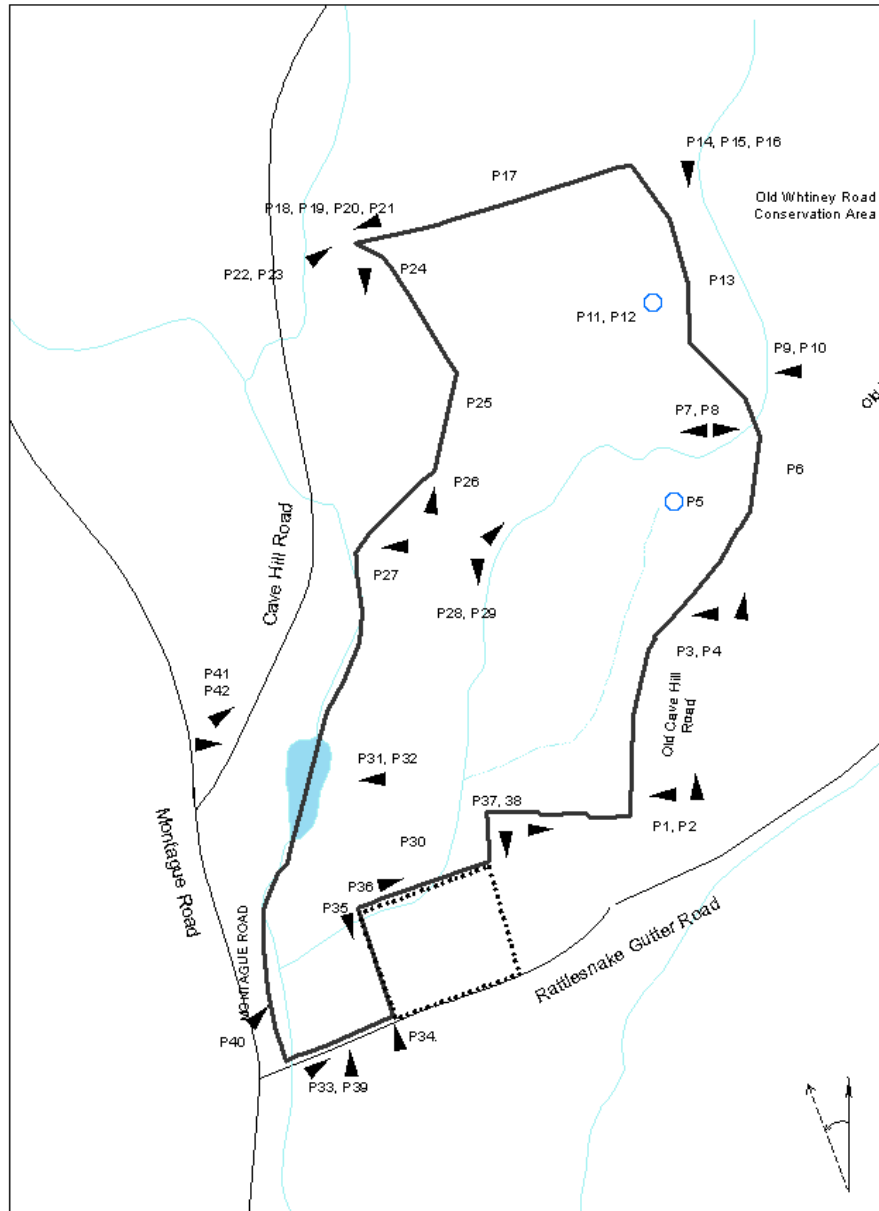 P14, P15, P16
P17
Old Whtiney Road
Conservation Area
P18, P19, P20, P21
P24
P22, P23
P13
P11, P12
P9, P10
Old
P25
P7, P8
P6
P26
P5
Cave Hill Road
P27
P28, P29
P3, P4
Old Cave Hill
Road
P41
P42
P31, P32
P37, 38
P1, P2
Montague Road
P30
P36
P35
Rattlesnake Gutter Road
MONTAGUE ROAD
P40
P34.
P33, P39